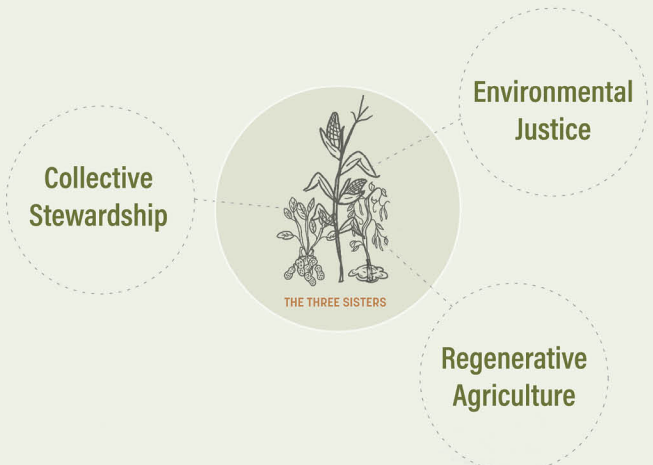 Environmental
Justice
Collective
Stewardship
THE THREE SISTERS
Regenerative
Agriculture